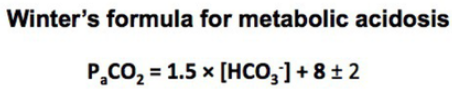 Winter’s formula for metabolic acidosis
PₐCO₂ = 1.5 × [HCO₃⁻] + 8 ± 2